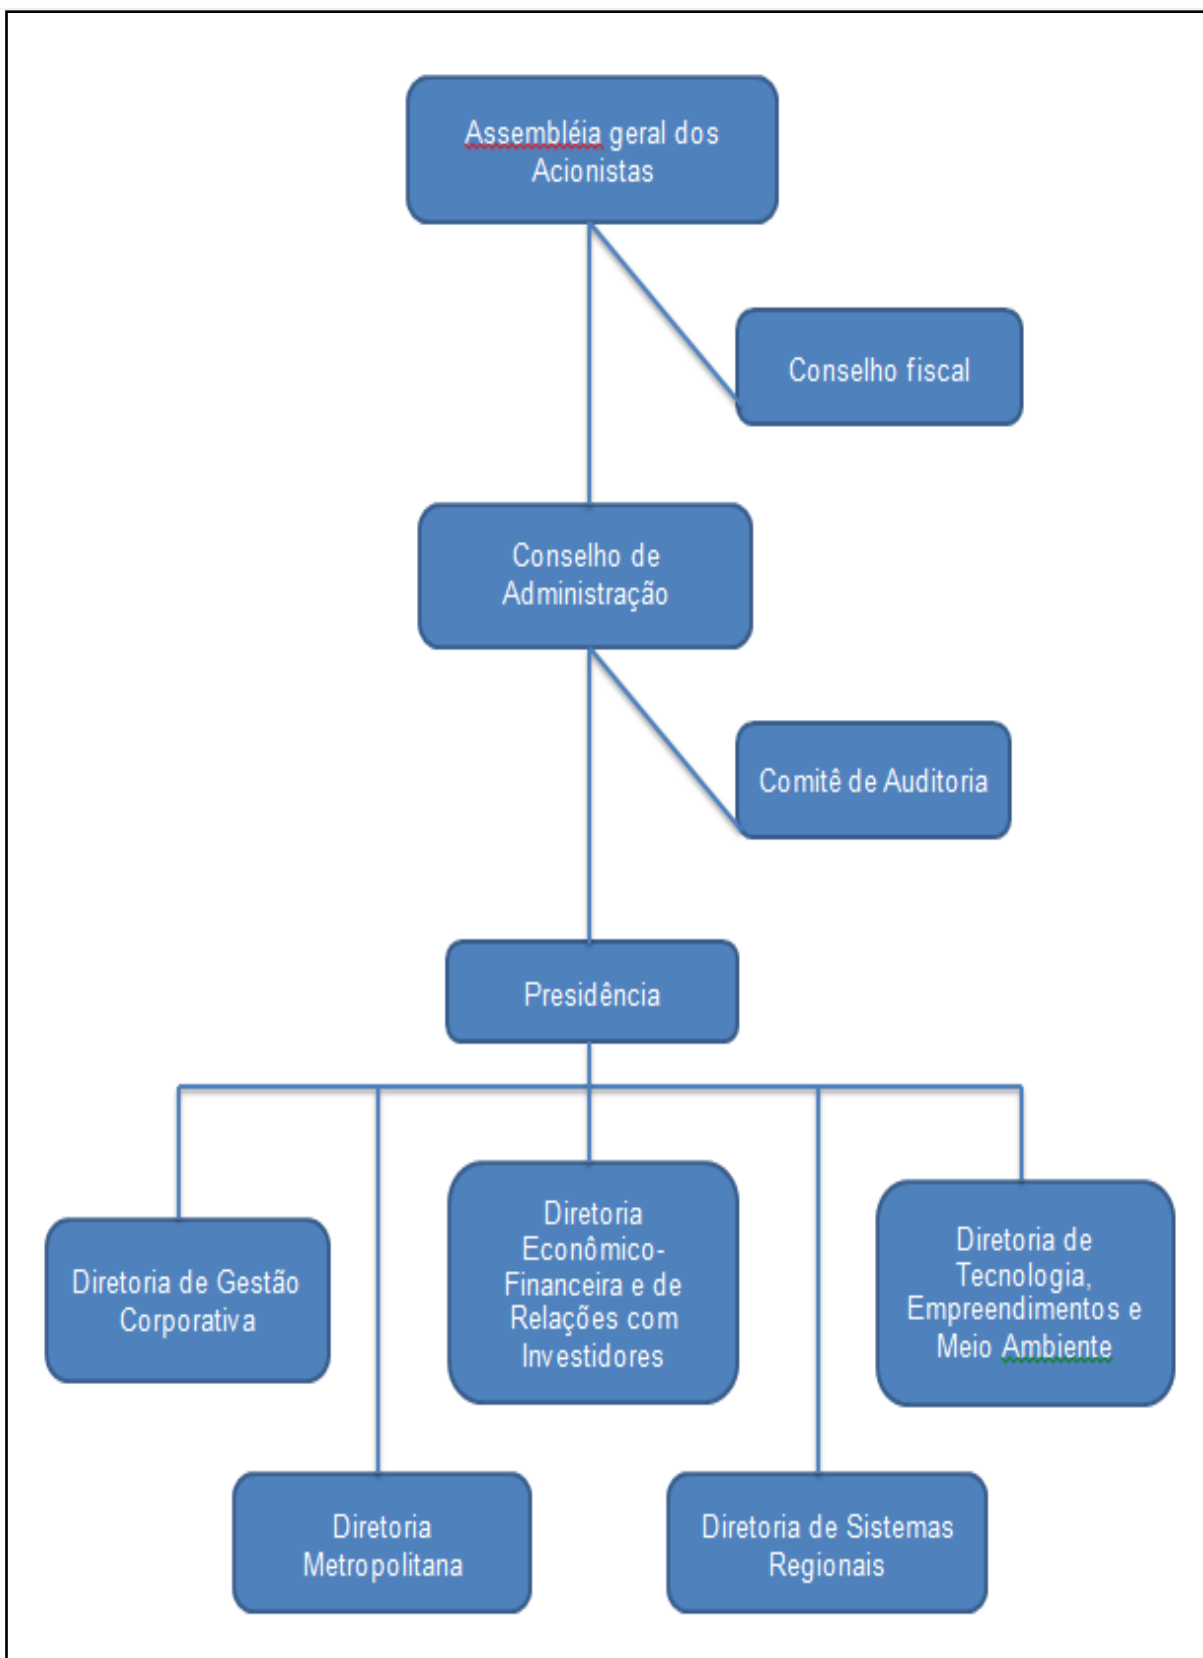 Assembléia geral dos
Acionistas
Conselho fiscal
Conselho de
Administração
Comitê de Auditoria
Presidência
Diretoria de Gestão
Corporativa
Diretoria
Econômico-
Financeira e de
Relações com
Investidores
Diretoria de
Tecnologia,
Empreendimentos e
Meio Ambiente
Diretoria
Metropolitana
Diretoria de Sistemas
Regionais